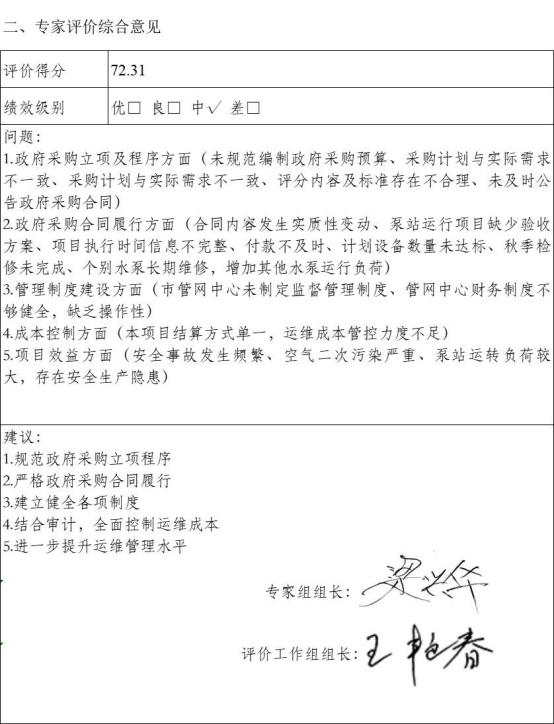 二、专家评价综合意见
评价得分 72.31
绩效级别 优□ 良□ 中√ 差□
问题：
1.政府采购立项及程序方面（未规范编制政府采购预算、采购计划与实际需求
不一致、采购计划与实际需求不一致、评分内容及标准存在不合理、未及时公
告政府采购合同）
2.政府采购合同履行方面（合同内容发生实质性变动、泵站运行项目缺少验收
方案、项目执行时间信息不完整、付款不及时、计划设备数量未达标、秋季检
修未完成、个别水泵长期维修，增加其他水泵运行负荷）
3.管理制度建设方面（市管网中心未制定监督管理制度、管网中心财务制度不
够健全，缺乏操作性）
4.成本控制方面（本项目结算方式单一，运维成本管控力度不足）
5.项目效益方面（安全事故发生频繁、空气二次污染严重、泵站运转负荷较
大，存在安全生产隐患）
建议：
1.规范政府采购立项程序
2.严格政府采购合同履行
3.建立健全各项制度
4.结合审计，全面控制运维成本
5.进一步提升运维管理水平
专家组组长：梁兴华
评价工作组组长：王艳春